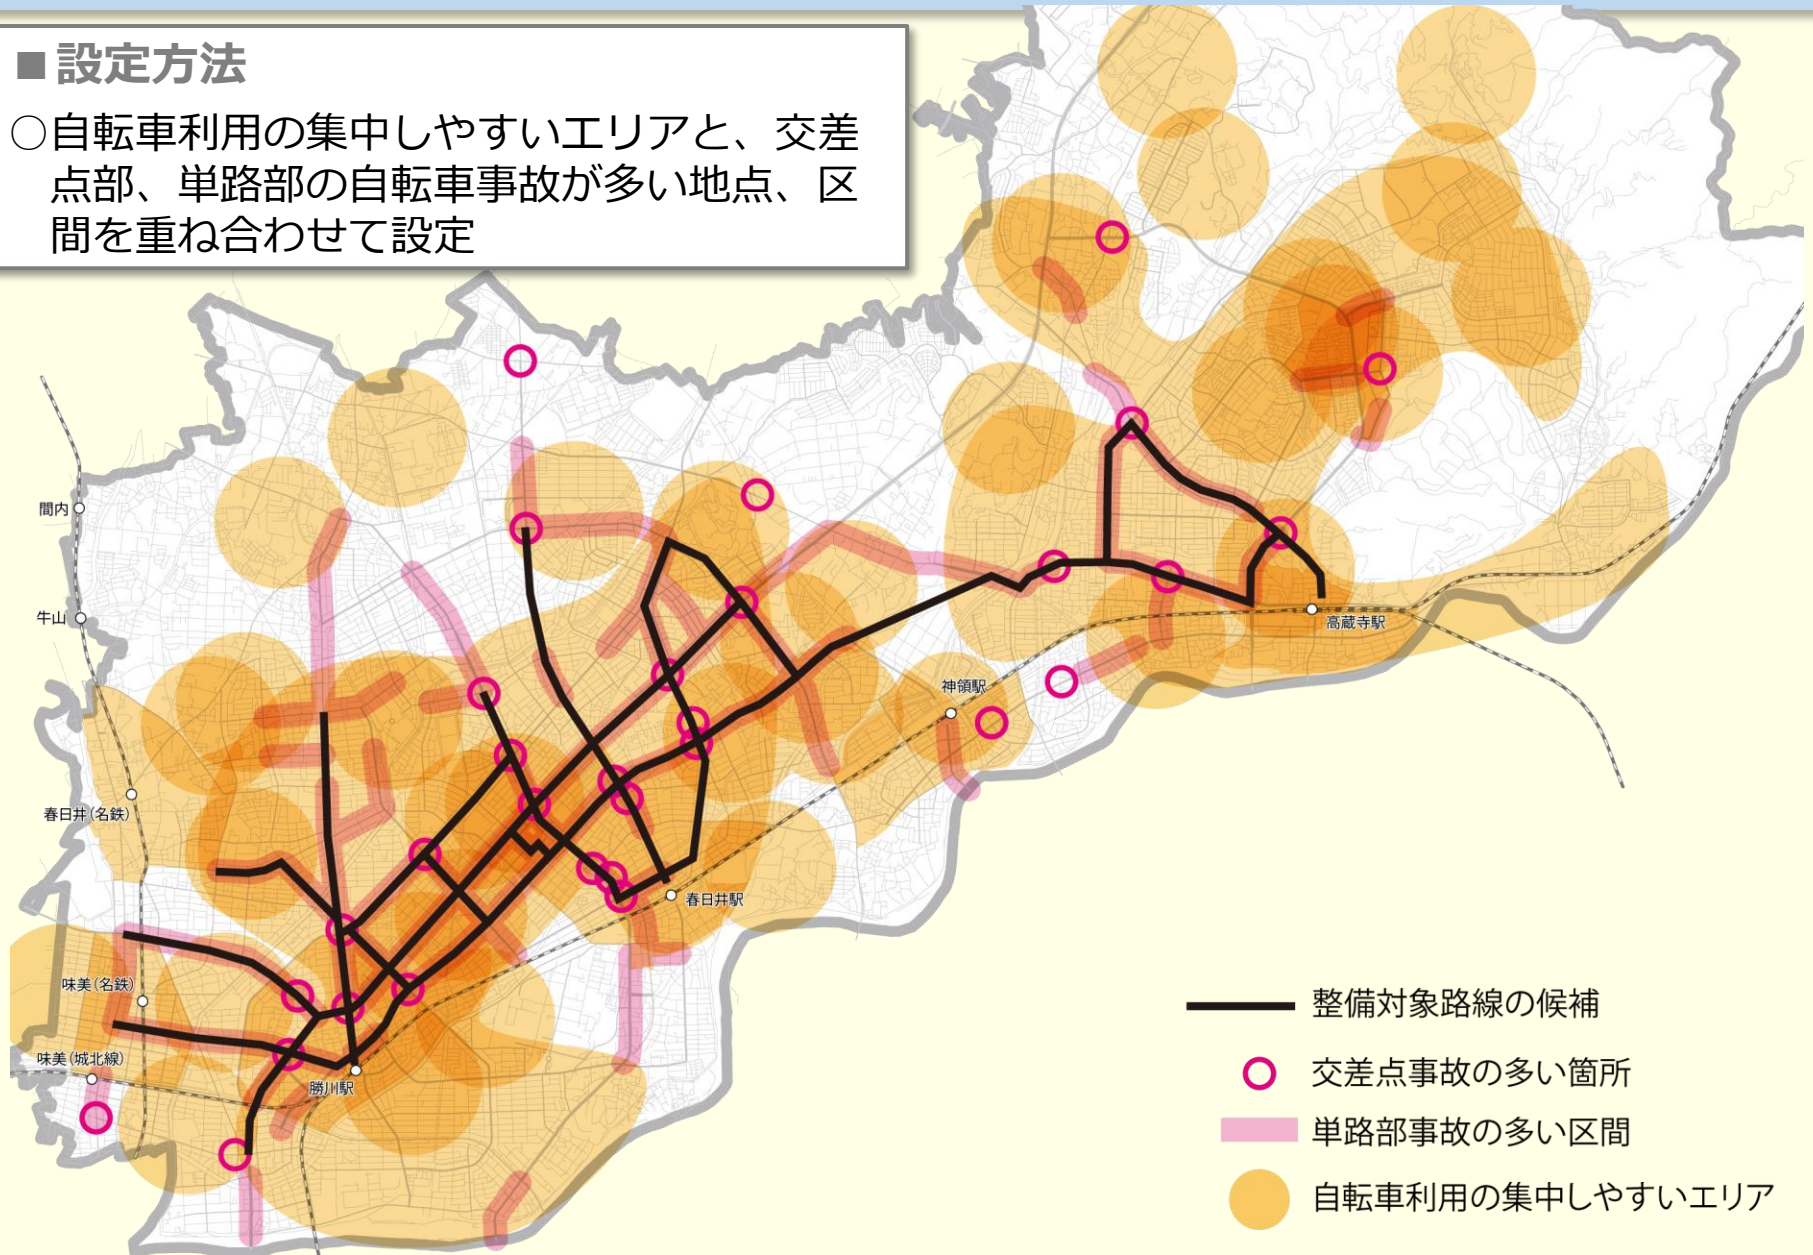 ■設定方法
○自転車利用の集中しやすいエリアと、交差
点部、単路部の自転車事故が多い地点、区
間を重ね合わせて設定
間内
牛山
高蔵寺駅
神領駅
春日井(名鉄)
春日井駅
味美(名鉄)
味美(城北線)
勝川駅
整備対象路線の候補
交差点事故の多い箇所
単路部事故の多い区間
自転車利用の集中しやすいエリア